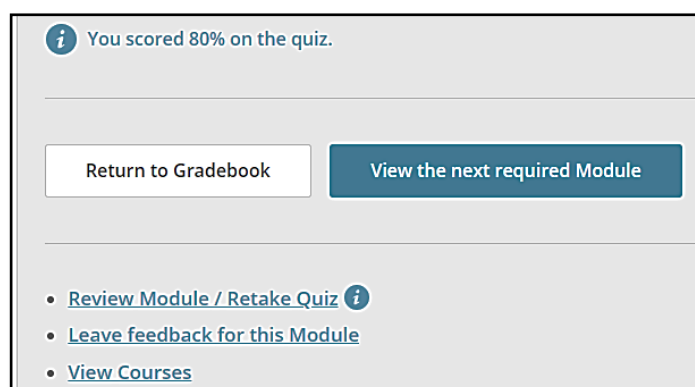 You scored 80% on the quiz.
Return to Gradebook
View the next required Module
Review Module / Retake Quiz
Leave feedback for this Module
View Courses